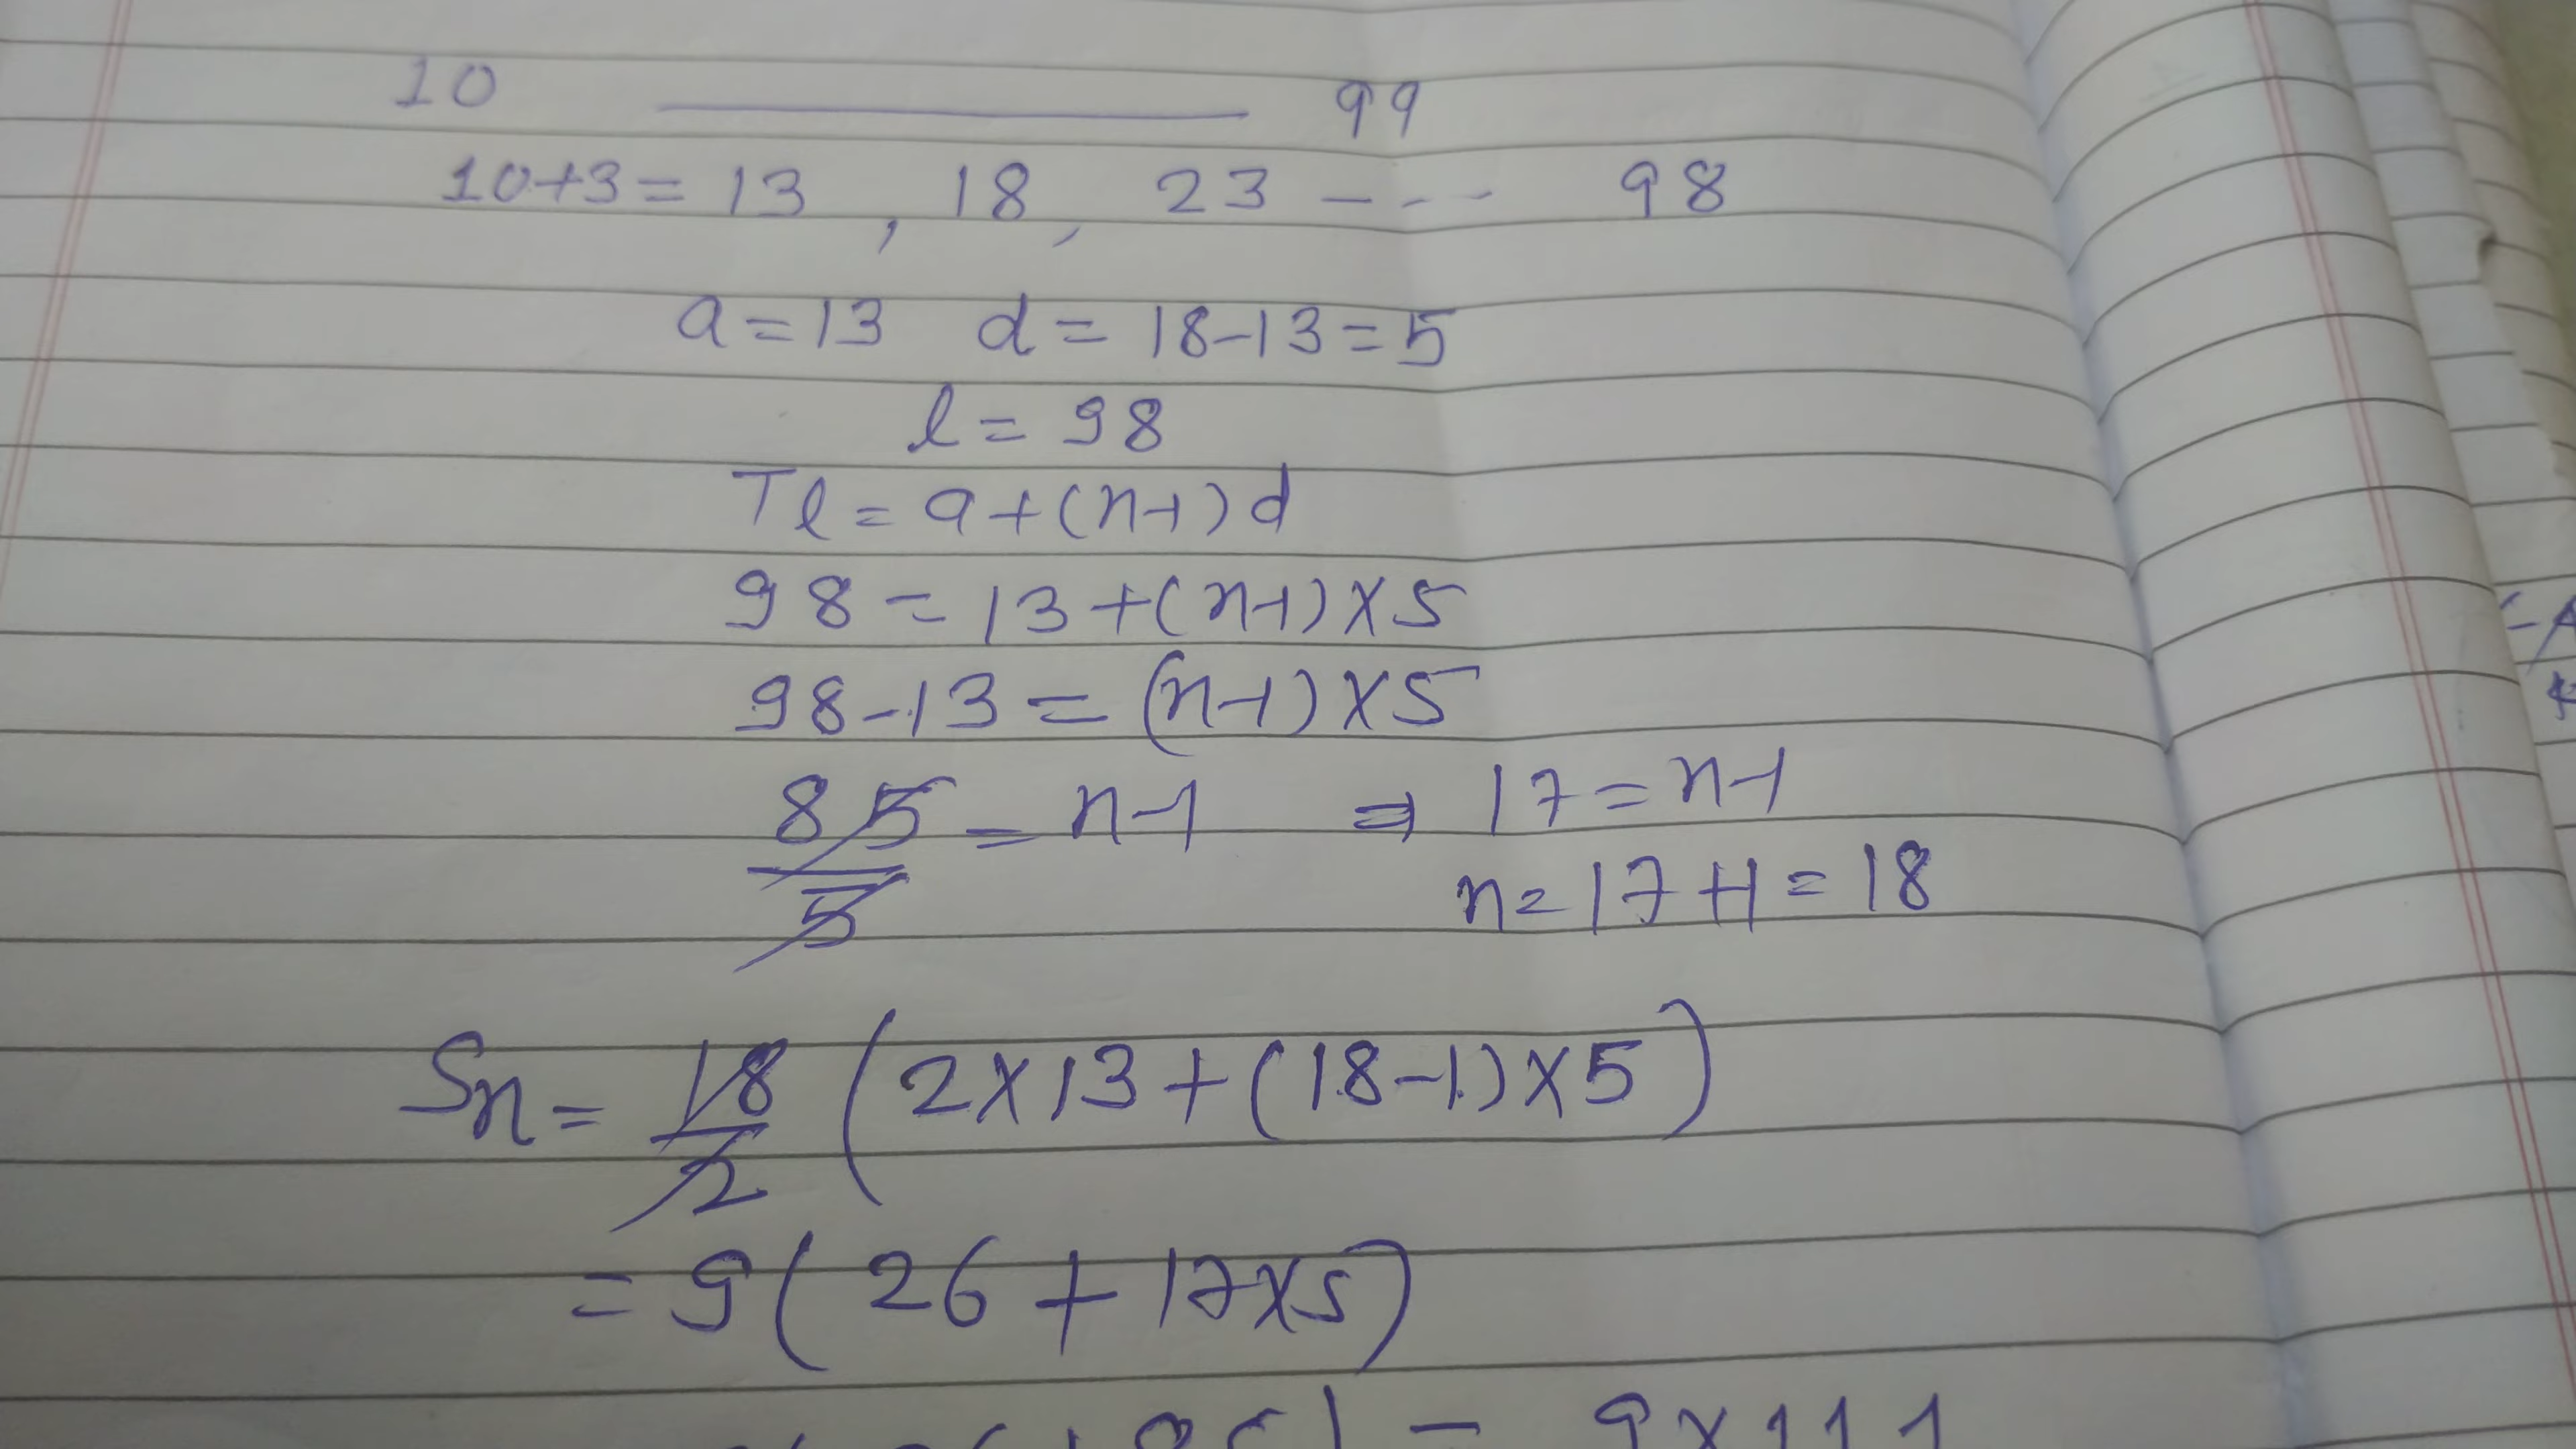 10 ——— 99
10+3=13, 18, 23 --- 98
a=13 d=18-13=5
l=98
Tl=a+(n-1)d
98=13+(n-1)×5
98-13=(n-1)×5
85/5=n-1 ⇒ 17=n-1
n=17+1=18
Sn=18/2(2×13+(18-1)×5)
=9(26+17×5)
= 9×111